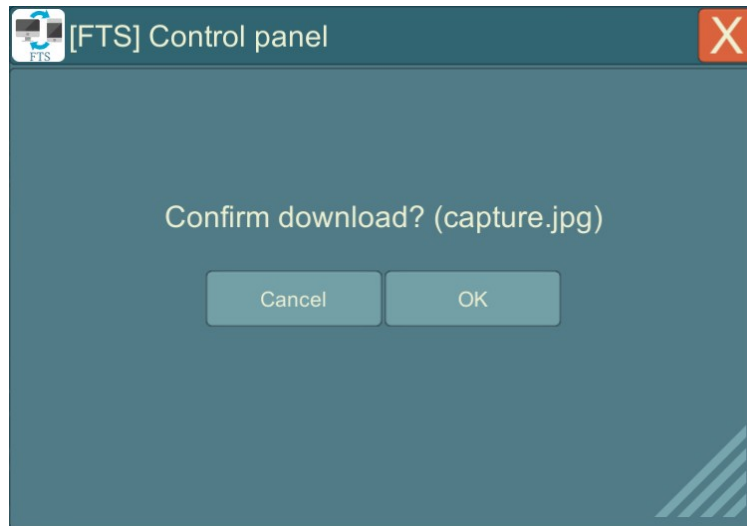 FTS
[FTS] Control panel
X
Confirm download? (capture.jpg)
Cancel
OK